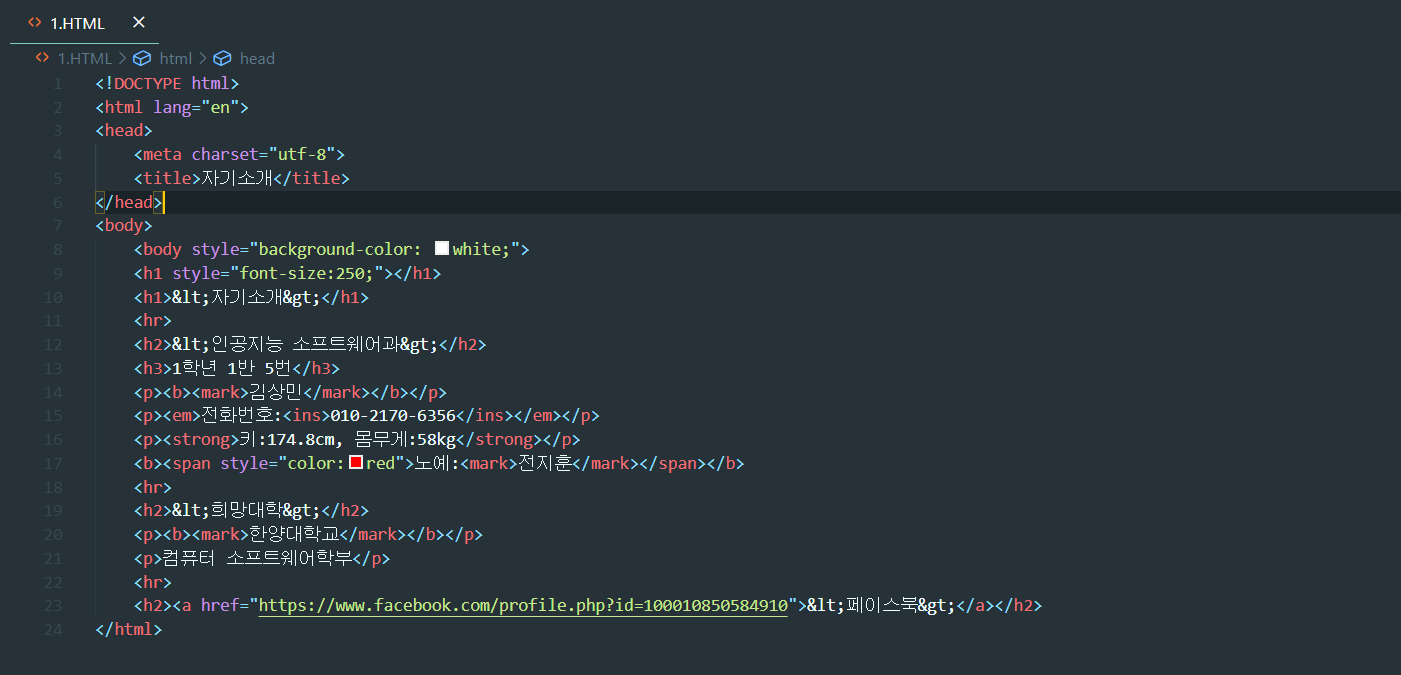 1.HTML
1.HTML > html > head
1 <!DOCTYPE html>
2 <html lang="en">
3 <head>
4 <meta charset="utf-8">
5 <title>자기소개</title>
6 </head>
7 <body>
8 <body style="background-color: white;">
9 <h1 style="font-size:250;"></h1>
10 <h1>&lt;자기소개&gt;</h1>
11 <hr>
12 <h2>&lt;인공지능 소프트웨어과&gt;</h2>
13 <h3>1학년 1반 5번</h3>
14 <p><b><mark>김상민</mark></b></p>
15 <p><em>전화번호:<ins>010-2170-6356</ins></em></p>
16 <p><strong>키:174.8cm, 몸무게:58kg</strong></p>
17 <b><span style="color:red">노예:<mark>전지훈</mark></span></b>
18 <hr>
19 <h2>&lt;희망대학&gt;</h2>
20 <p><b><mark>한양대학교</mark></b></p>
21 <p>컴퓨터 소프트웨어학부</p>
22 <hr>
23 <h2><a href="https://www.facebook.com/profile.php?id=100010850584910">&lt;페이스북&gt;</a></h2>
24 </html>